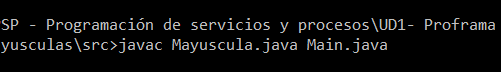 SP - Programación de servicios y procesos\UD1- Proframa
yusculas\src>javac Mayuscula.java Main.java